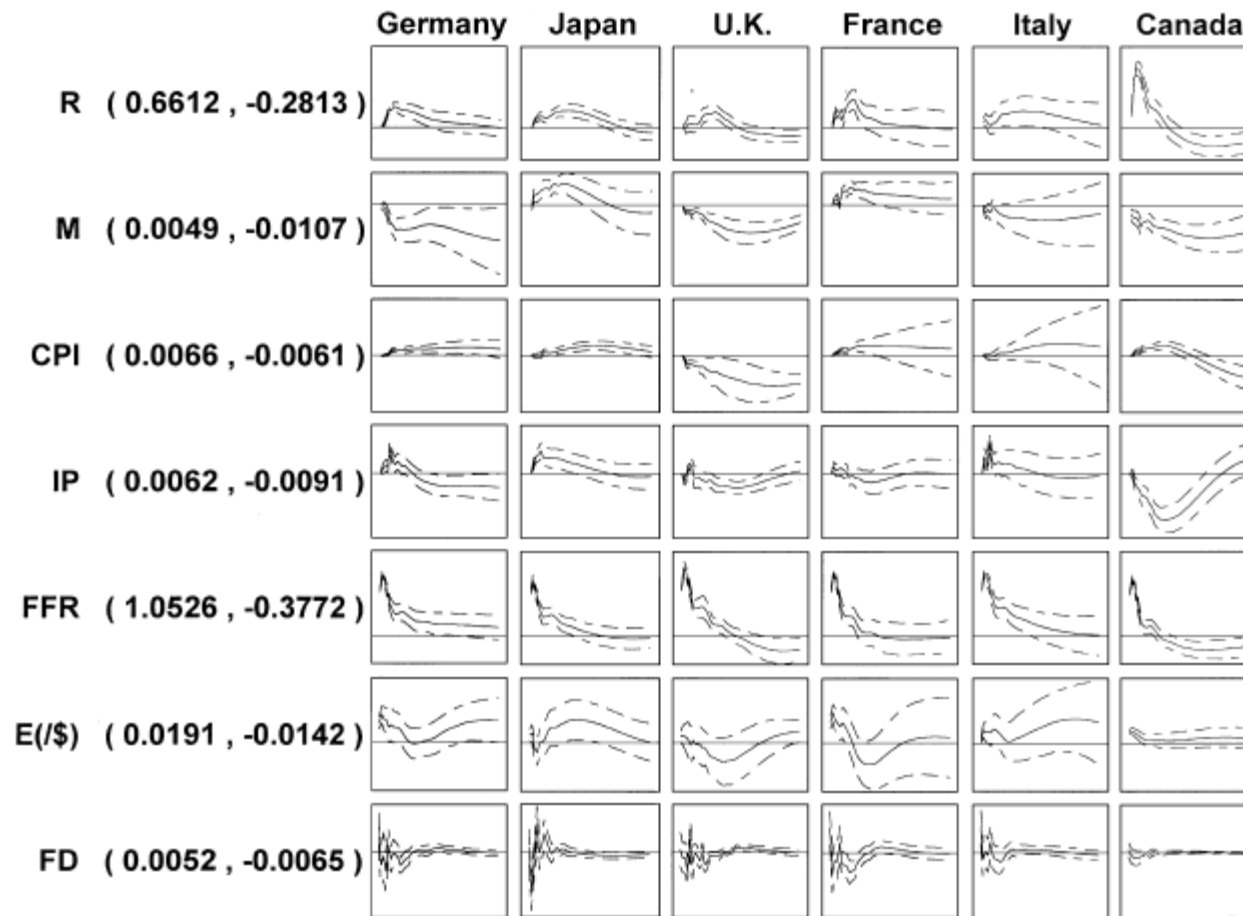 Germany Japan U.K. France Italy Canada
R ( 0.6612 , -0.2813 )
M ( 0.0049 , -0.0107 )
CPI ( 0.0066 , -0.0061 )
IP ( 0.0062 , -0.0091 )
FFR ( 1.0526 , -0.3772 )
E(/$) ( 0.0191 , -0.0142 )
FD ( 0.0052 , -0.0065 )